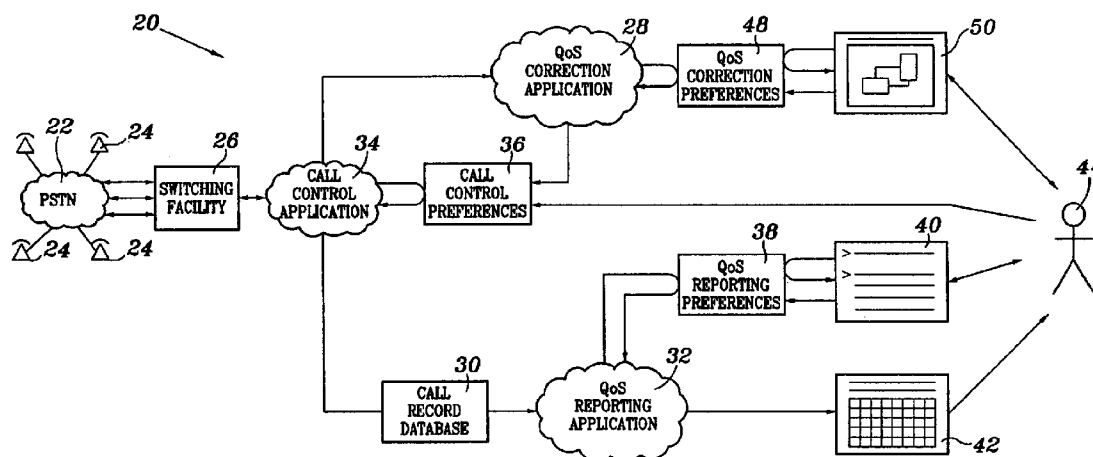 20
22
24
PSTN
24
24
26
SWITCHING
FACILITY
34
CALL
CONTROL
APPLICATION
28
QoS
CORRECTION
APPLICATION
48
QoS
CORRECTION
PREFERENCES
50
36
CALL
CONTROL
PREFERENCES
38
QoS
REPORTING
PREFERENCES
40
>
>
30
CALL
RECORD
DATABASE
32
QoS
REPORTING
APPLICATION
42